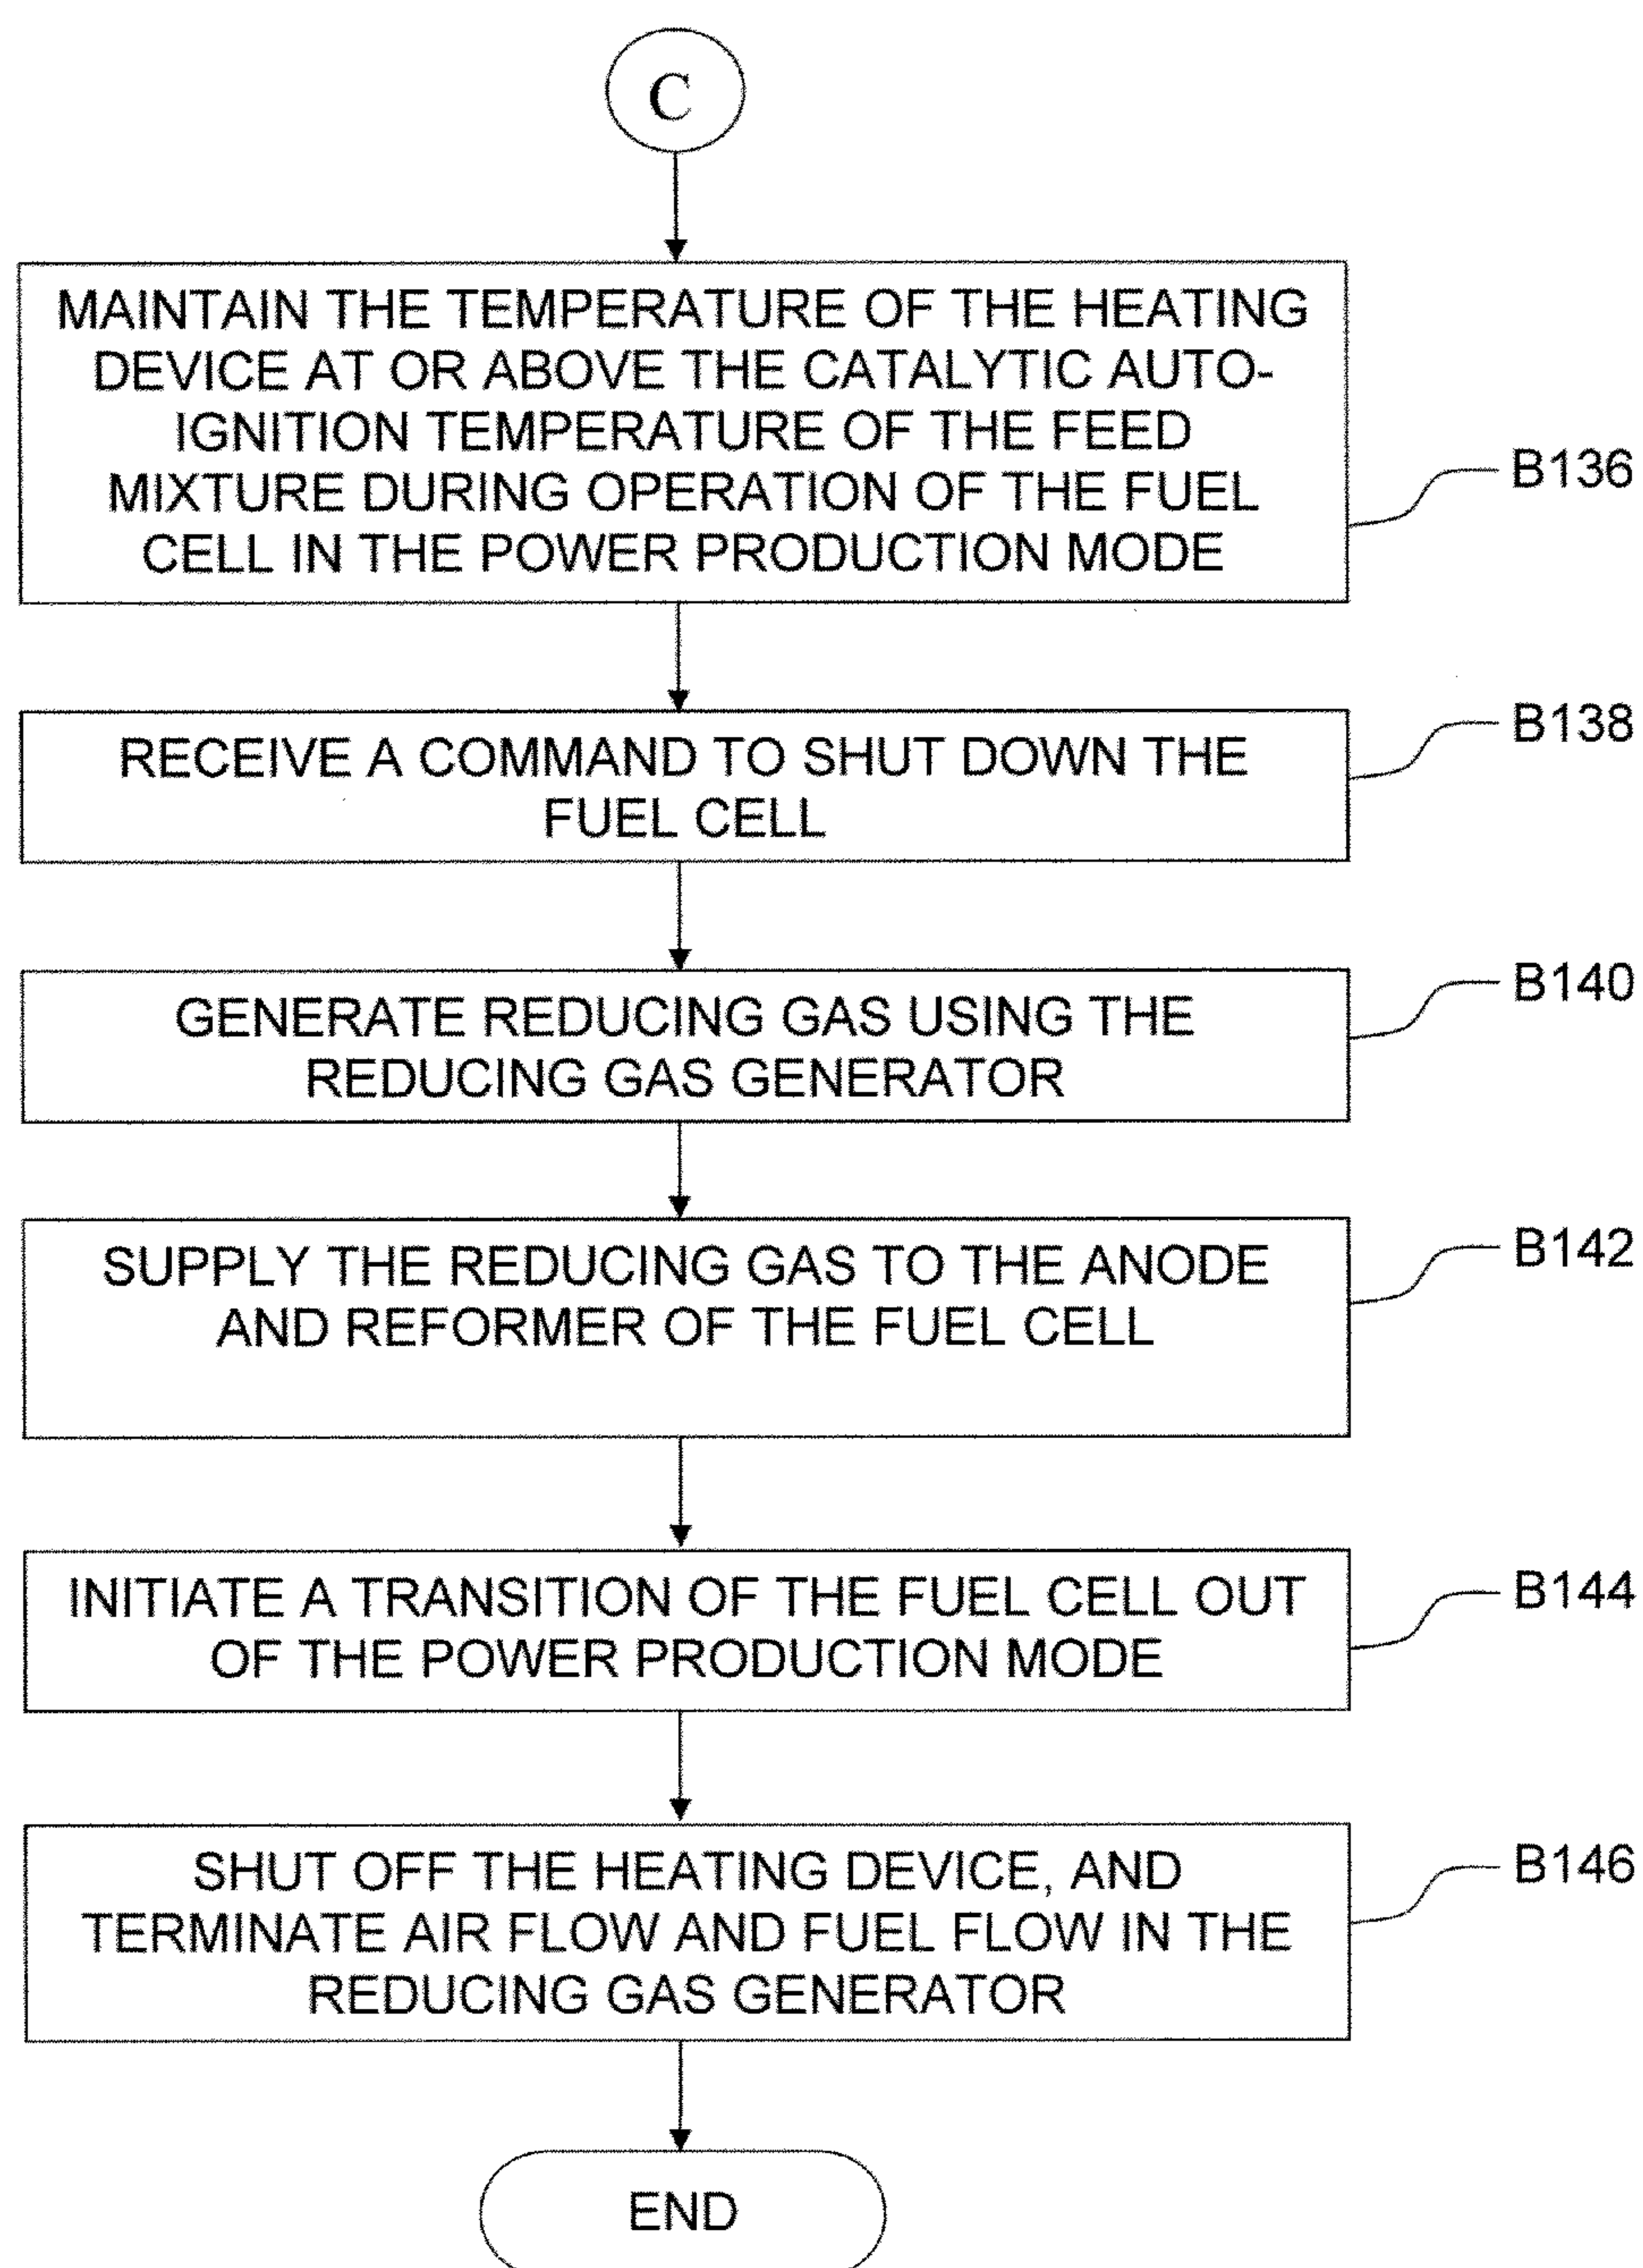 C
MAINTAIN THE TEMPERATURE OF THE HEATING
DEVICE AT OR ABOVE THE CATALYTIC AUTO-
IGNITION TEMPERATURE OF THE FEED
MIXTURE DURING OPERATION OF THE FUEL
CELL IN THE POWER PRODUCTION MODE
B136
RECEIVE A COMMAND TO SHUT DOWN THE
FUEL CELL
B138
GENERATE REDUCING GAS USING THE
REDUCING GAS GENERATOR
B140
SUPPLY THE REDUCING GAS TO THE ANODE
AND REFORMER OF THE FUEL CELL
B142
INITIATE A TRANSITION OF THE FUEL CELL OUT
OF THE POWER PRODUCTION MODE
B144
SHUT OFF THE HEATING DEVICE, AND
TERMINATE AIR FLOW AND FUEL FLOW IN THE
REDUCING GAS GENERATOR
B146
END